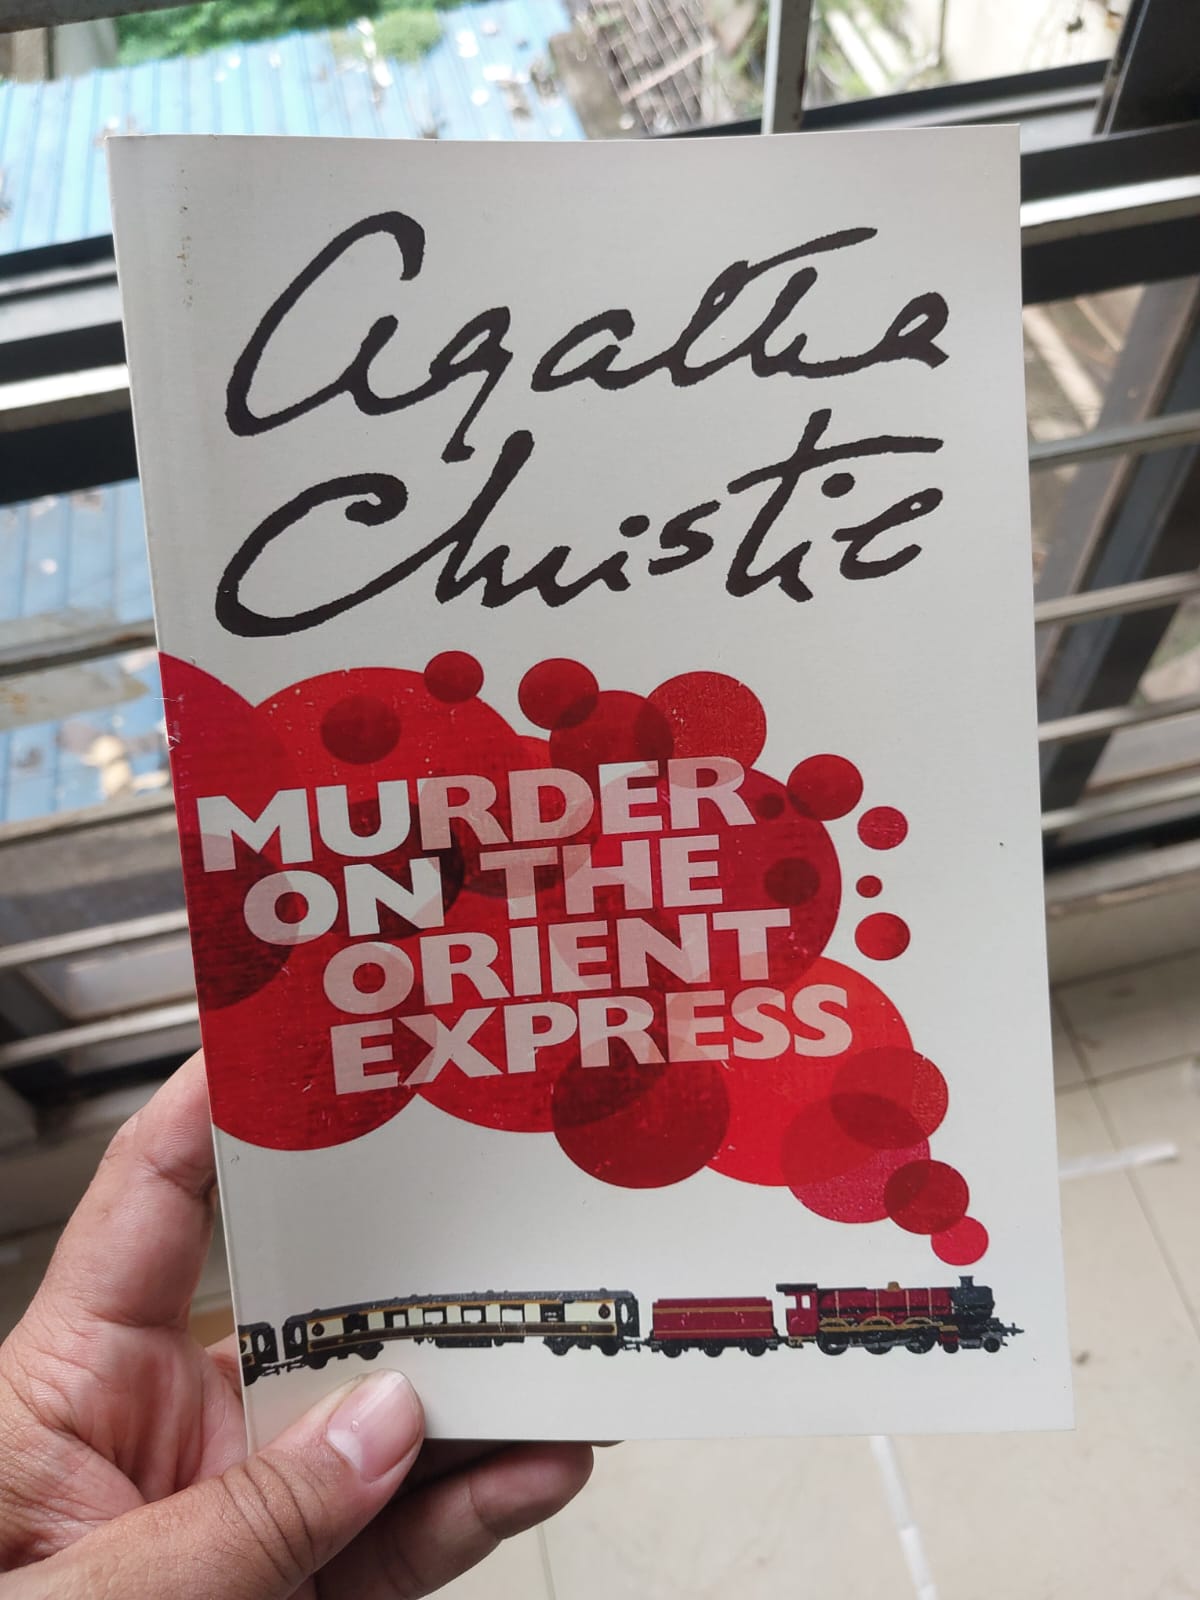 Agatha
Christie
MURDER
ON THE
ORIENT
EXPRESS